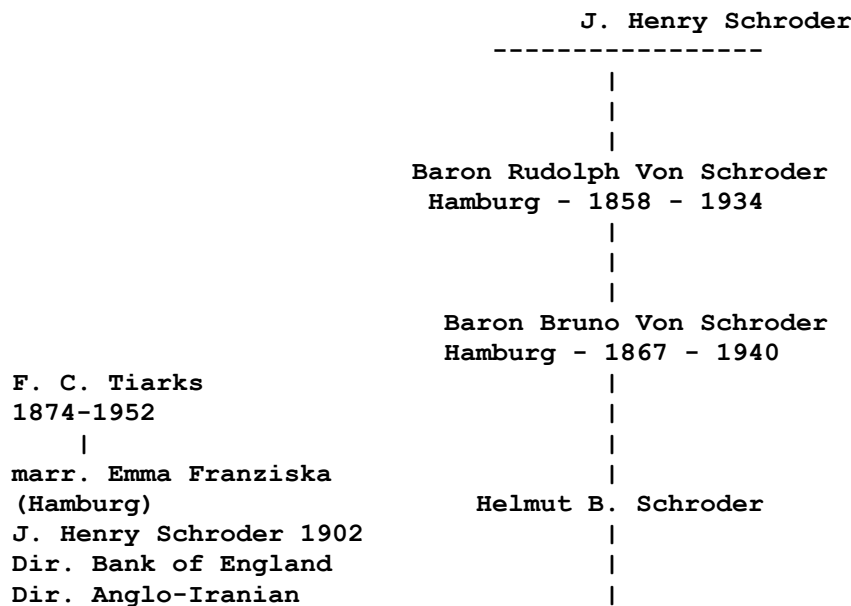 J. Henry Schroder
-----------------
|
|
|
Baron Rudolph Von Schroder
Hamburg - 1858 - 1934
|
|
|
Baron Bruno Von Schroder
Hamburg - 1867 - 1940
F. C. Tiarks |
1874-1952 |
| |
marr. Emma Franziska |
(Hamburg) Helmut B. Schroder
J. Henry Schroder 1902 |
Dir. Bank of England |
Dir. Anglo-Iranian |